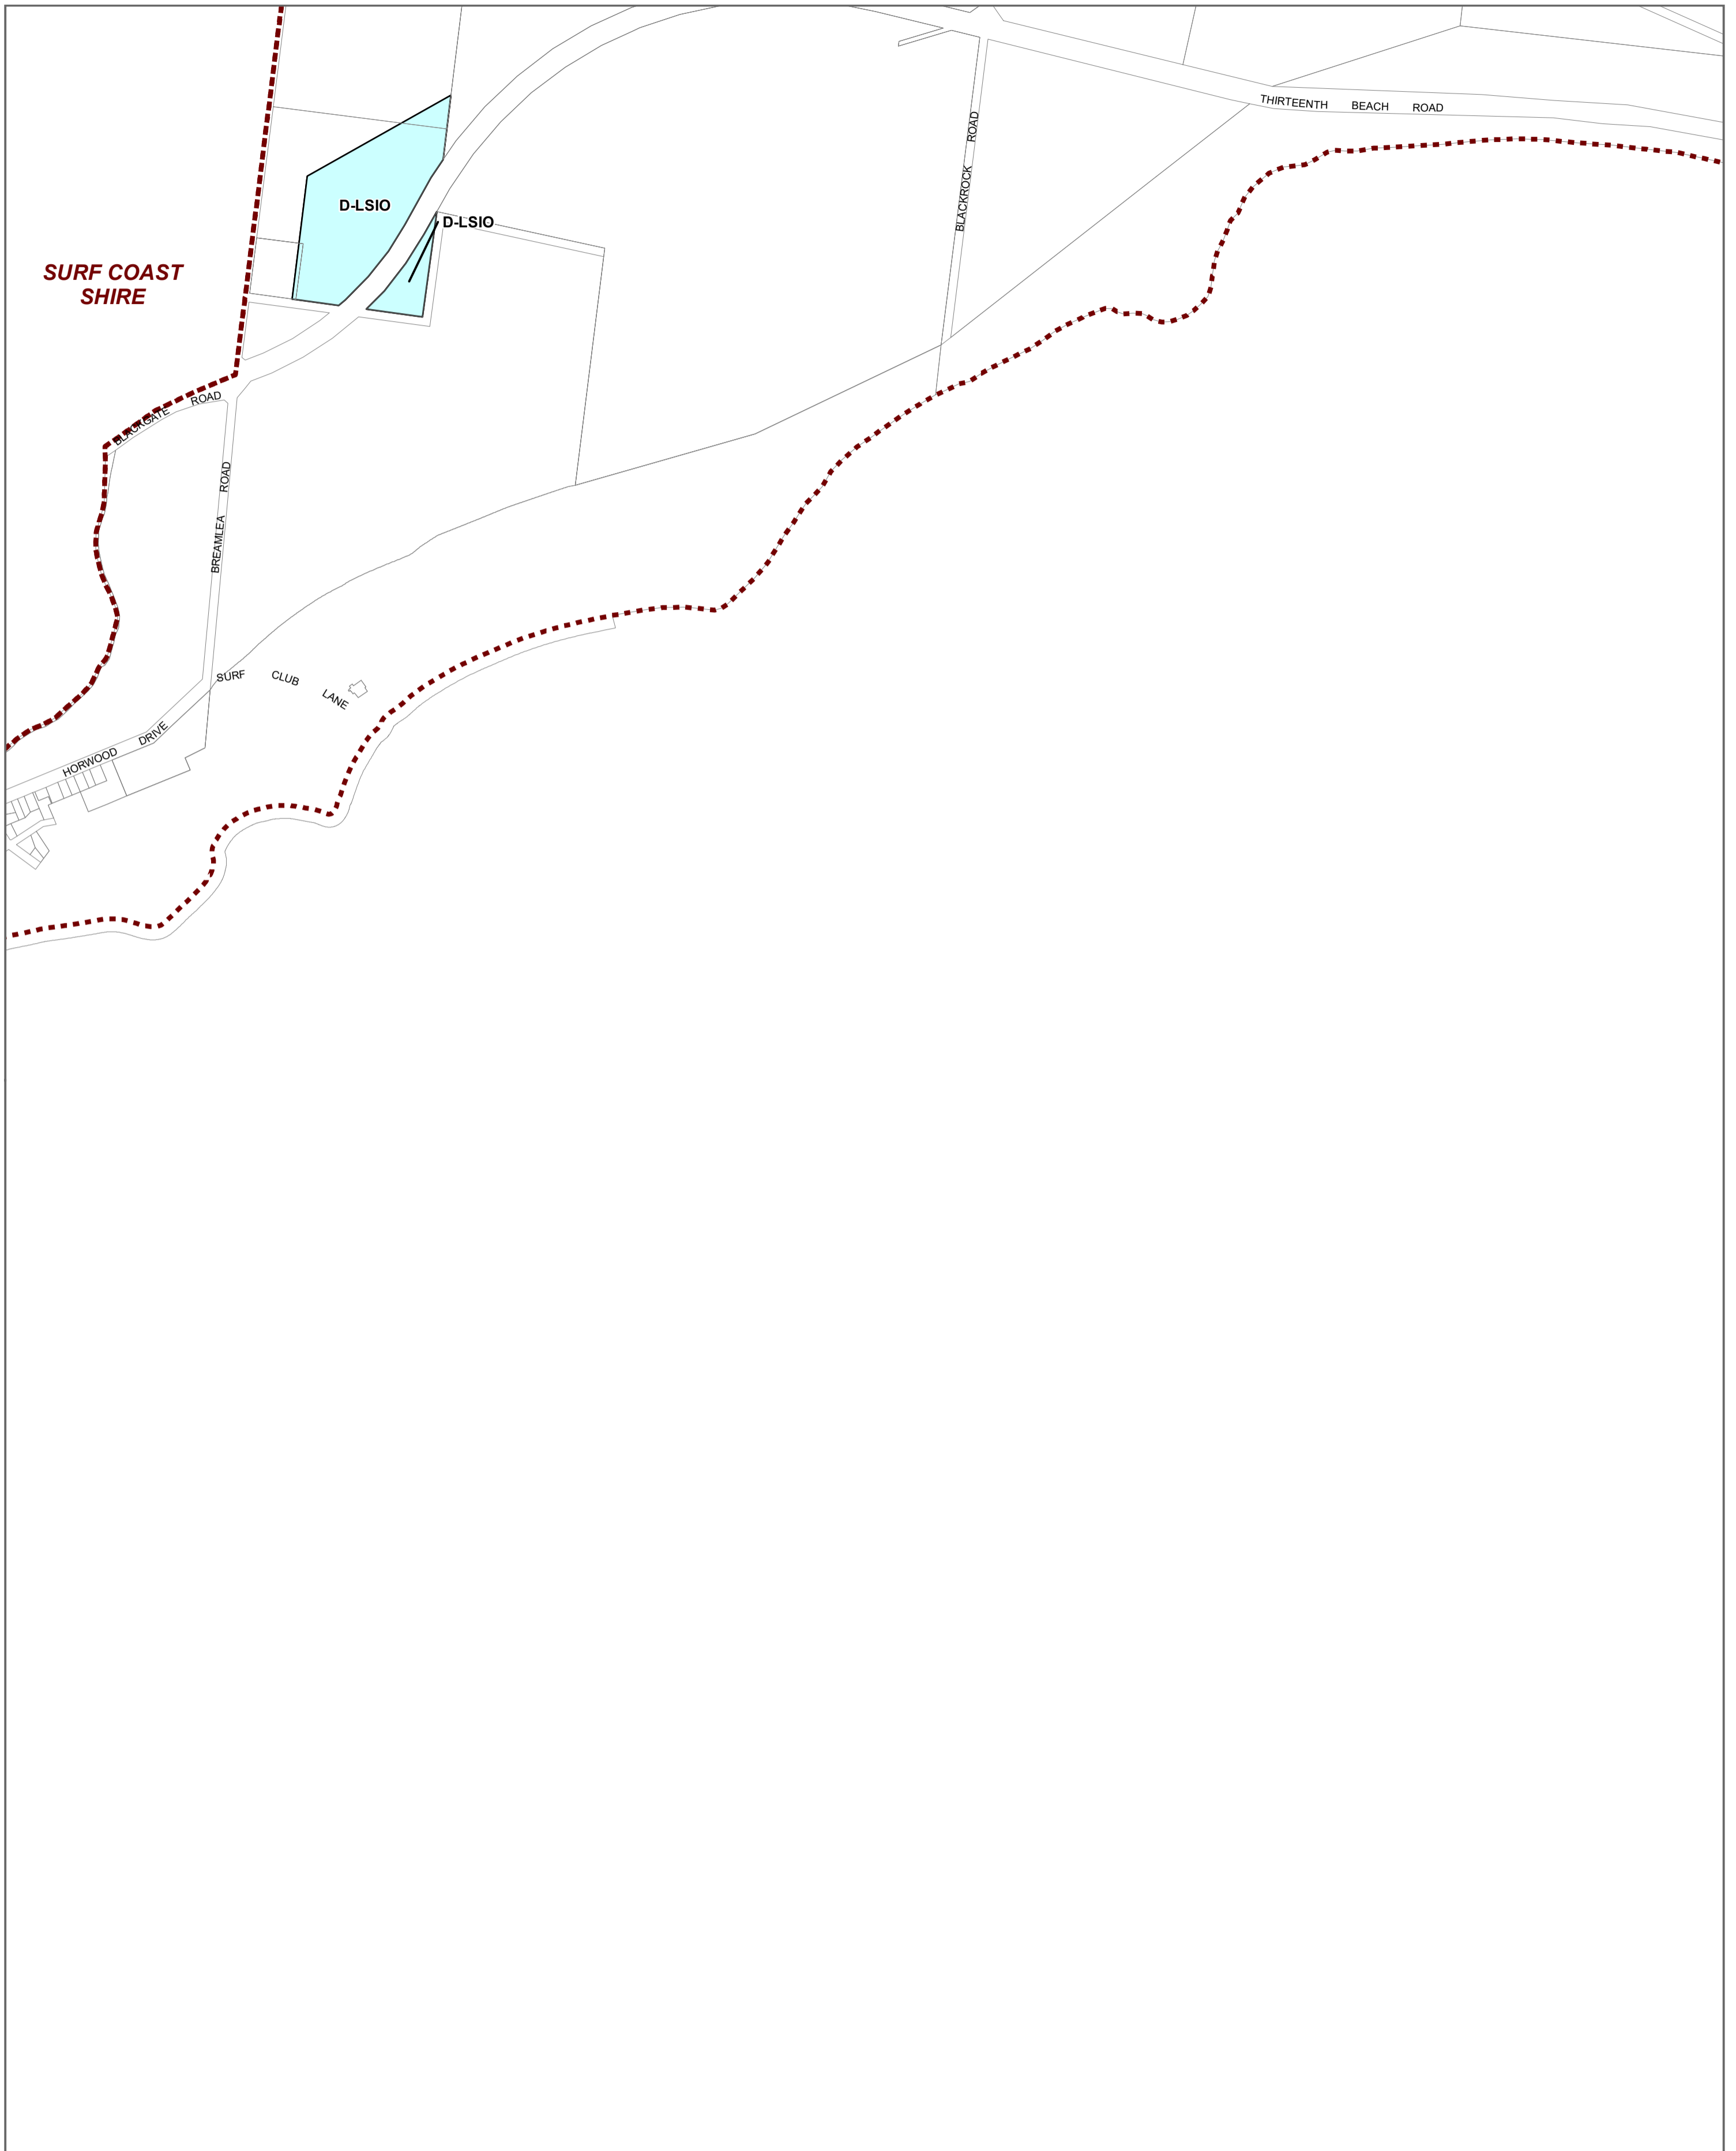 THIRTEENTH BEACH ROAD
BLACKROCK ROAD
D-LSIO
D-LSIO
SURF COAST
SHIRE
BLACKGATE ROAD
BREAMLEA ROAD
SURF CLUB LANE
HORWOOD DRIVE